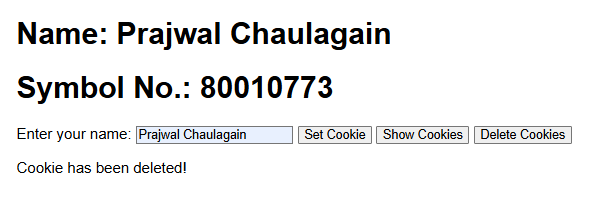 Name: Prajwal Chaulagain
Symbol No.: 80010773
Enter your name: Prajwal Chaulagain Set Cookie Show Cookies Delete Cookies
Cookie has been deleted!